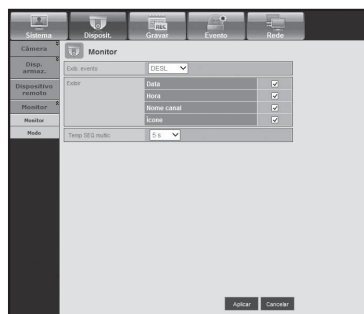 Sistema
Disposit.
Gravar
Evento
Rede
REC
Câmera
Disp.
armaz.
Dispositivo
remoto
Monitor
Monitor
Modo
Monitor
Exib. evento
DESL
Exibir
Data
Hora
Nome canal
Ícone
Temp SEQ multic
5 s
Aplicar
Cancelar